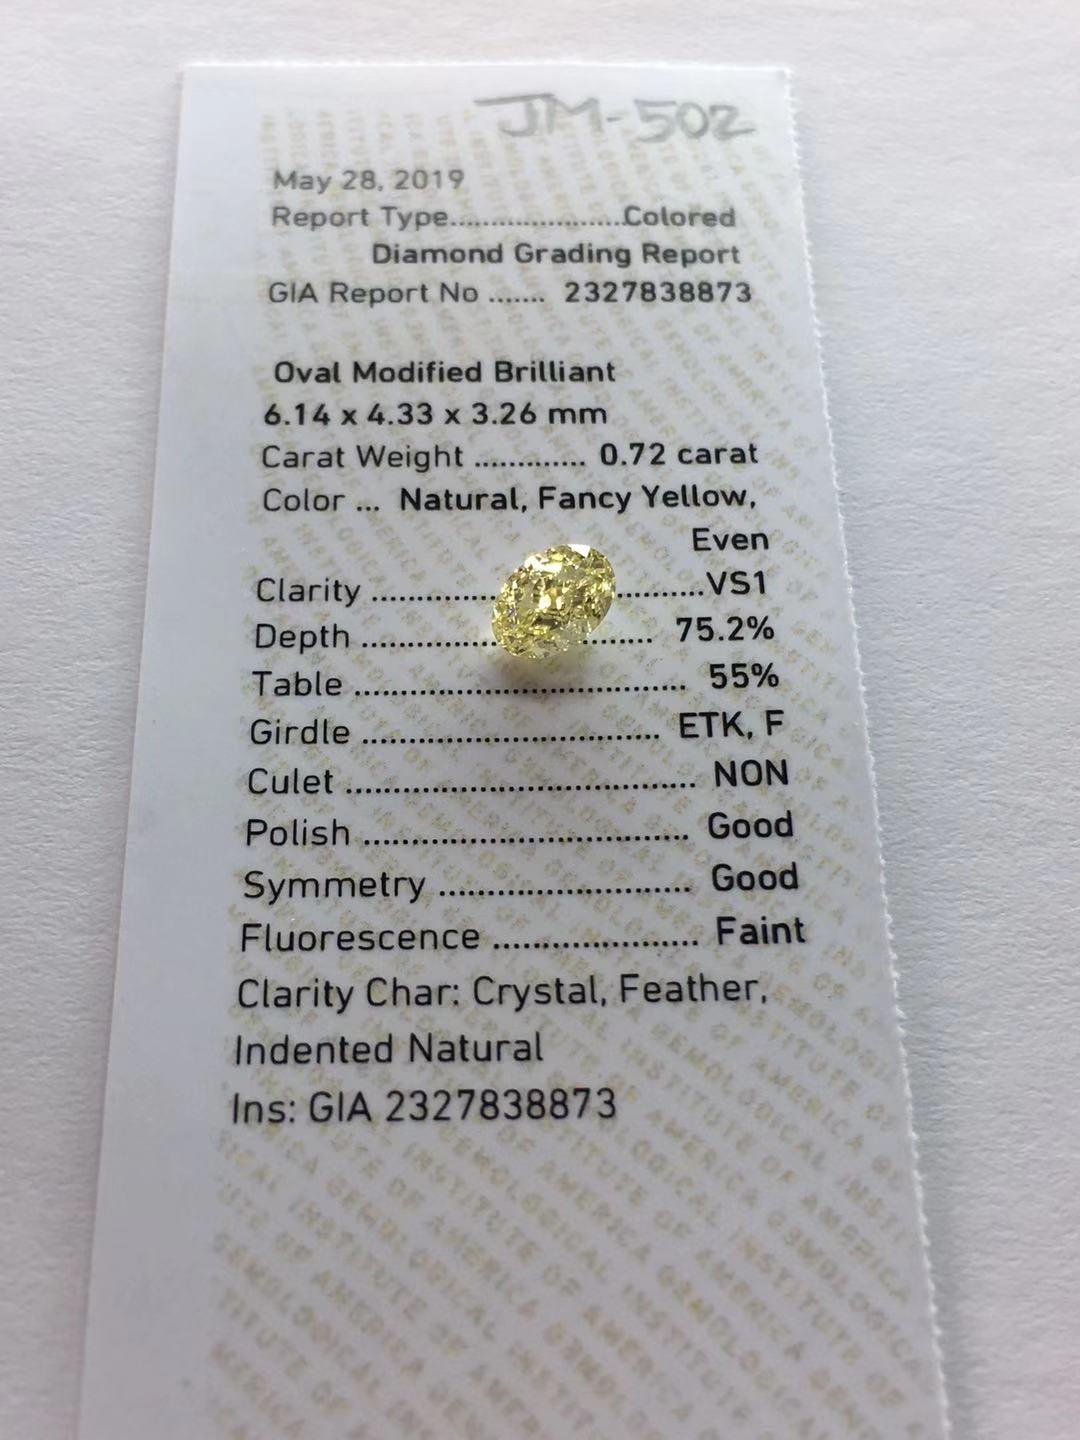 JM-502
May 28, 2019
Report Type.....................Colored
Diamond Grading Report
GIA Report No ....... 2327838873
Oval Modified Brilliant
6.14 x 4.33 x 3.26 mm
Carat Weight ............. 0.72 carat
Color ... Natural, Fancy Yellow,
Even
Clarity ........................VS1
Depth ........................ 75.2%
Table .................................... 55%
Girdle ................................ ETK, F
Culet ...................................... NON
Polish ................................... Good
Symmetry ........................... Good
Fluorescence ...................... Faint
Clarity Char: Crystal, Feather,
Indented Natural
Ins: GIA 2327838873